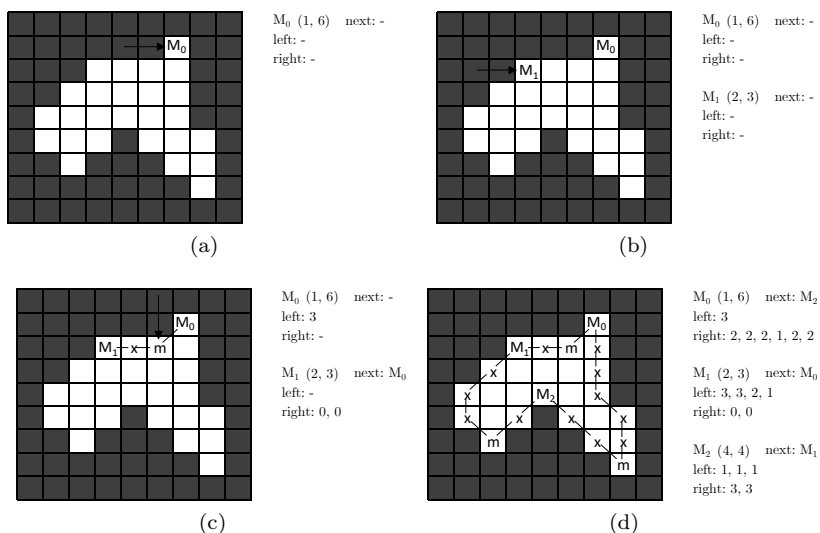 M₀
M₀ (1, 6) next: -
left: -
right: -
(a)
M₀
M₁
M₀ (1, 6) next: -
left: -
right: -
M₁ (2, 3) next: -
left: -
right: -
(b)
M₀
M₁ x m
M₀ (1, 6) next: -
left: 3
right: -
M₁ (2, 3) next: M₀
left: -
right: 0, 0
(c)
M₀
M₁ x m x
x x
x M₂ x
x x x
m x x
m
M₀ (1, 6) next: M₂
left: 3
right: 2, 2, 2, 1, 2, 2
M₁ (2, 3) next: M₀
left: 3, 3, 2, 1
right: 0, 0
M₂ (4, 4) next: M₁
left: 1, 1, 1
right: 3, 3
(d)